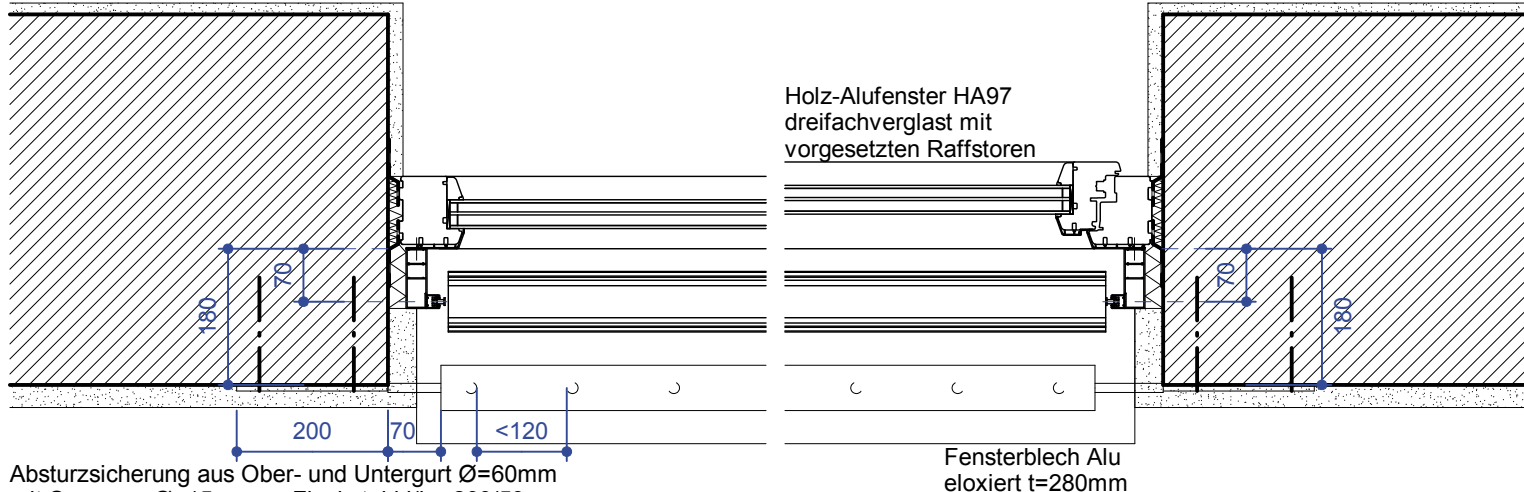 Holz-Alufenster HA97
dreifachverglast mit
vorgesetzten Raffstoren
70
180
70
180
200
70
<120
Absturzsicherung aus Ober- und Untergurt Ø=60mm
Fensterblech Alu
eloxiert t=280mm